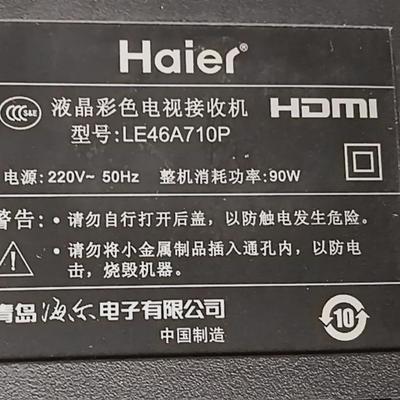 Haier®
CCC S&E 液晶彩色电视接收机 HDMI
型号:LE46A710P
电源:220V~ 50Hz 整机消耗功率:90W
警告:·请勿自行打开后盖,以防触电发生危险。
·请勿将小金属制品插入通孔内,以防电
击,烧毁机器。
青岛海尔电子有限公司
中国制造
10